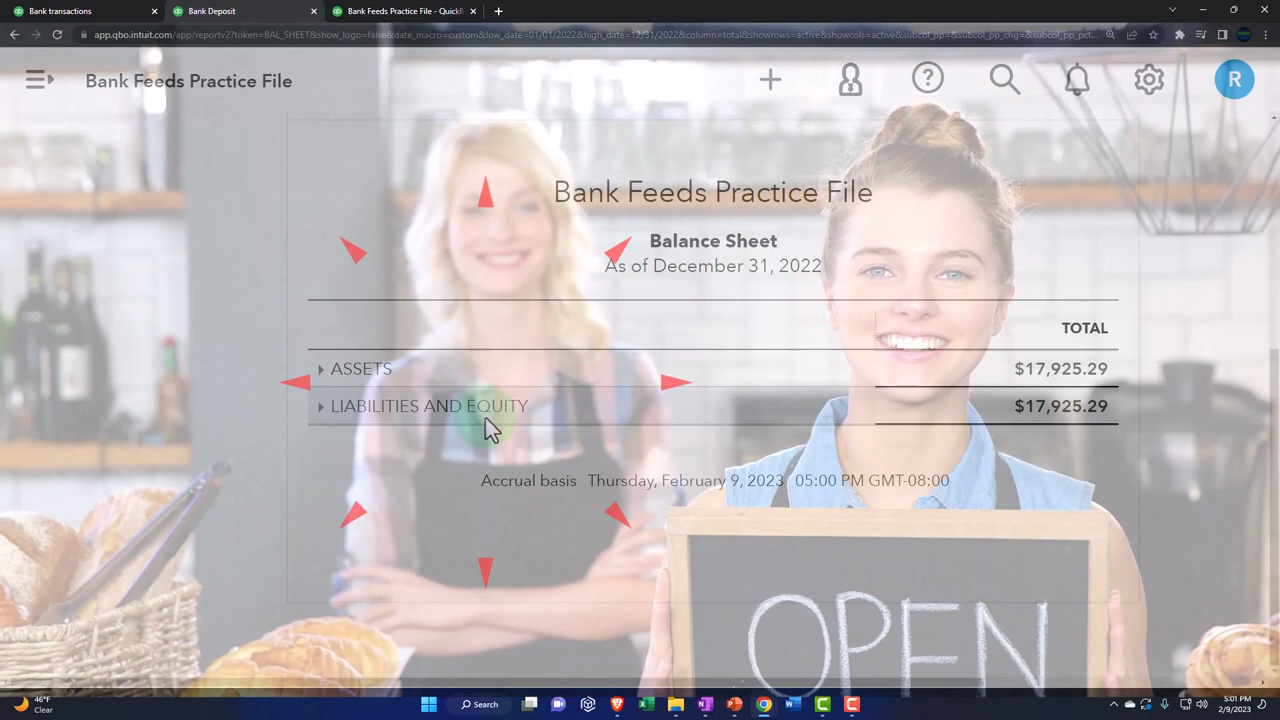 Bank transactions
Bank Deposit
Bank Feeds Practice File - QuickB
app.qbo.intuit.com/app/reportv2?token=BAL_SHEET&show_logo=false&date_macro=custom&low_date=01/01/2022&high_date=12/31/2022&column=total&showrows=active&showcols=active&subcol_pp=&subcol_pp_chg=&subcol_pp_pct...
Bank Feeds Practice File
R
Bank Feeds Practice File
Balance Sheet
As of December 31, 2022
TOTAL
ASSETS $17,925.29
LIABILITIES AND EQUITY $17,925.29
Accrual basis Thursday, February 9, 2023 05:00 PM GMT-08:00
OPEN
46°F
Clear
Search
5:01 PM
2/9/2023